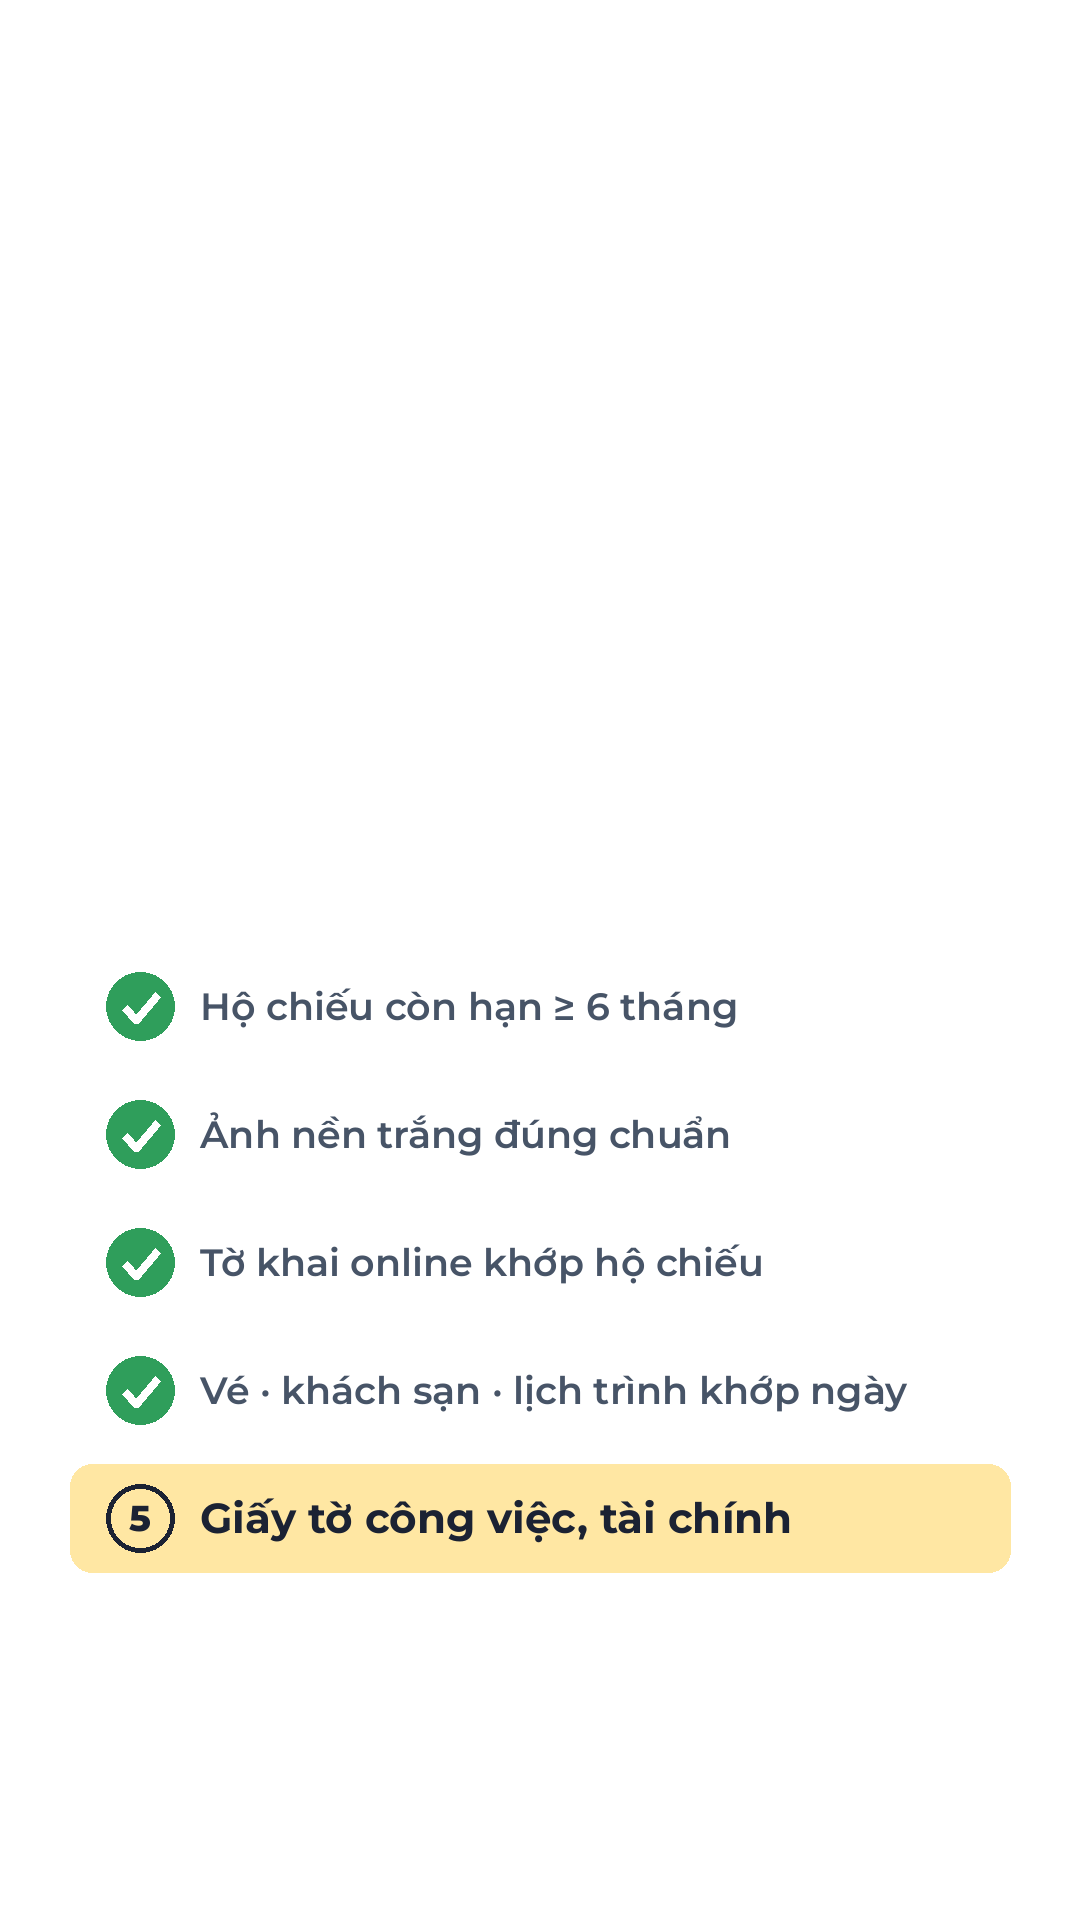 Hộ chiếu còn hạn ≥ 6 tháng
Ảnh nền trắng đúng chuẩn
Tờ khai online khớp hộ chiếu
Vé · khách sạn · lịch trình khớp ngày
5 Giấy tờ công việc, tài chính